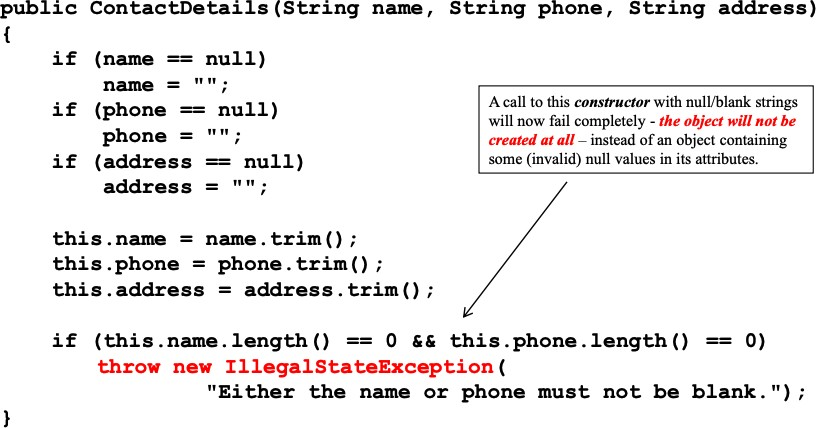 public ContactDetails(String name, String phone, String address)
{
if (name == null)
name = "";
if (phone == null)
phone = "";
if (address == null)
address = "";
A call to this constructor with null/blank strings
will now fail completely - the object will not be
created at all – instead of an object containing
some (invalid) null values in its attributes.
this.name = name.trim();
this.phone = phone.trim();
this.address = address.trim();
if (this.name.length() == 0 && this.phone.length() == 0)
throw new IllegalStateException(
"Either the name or phone must not be blank.");
}